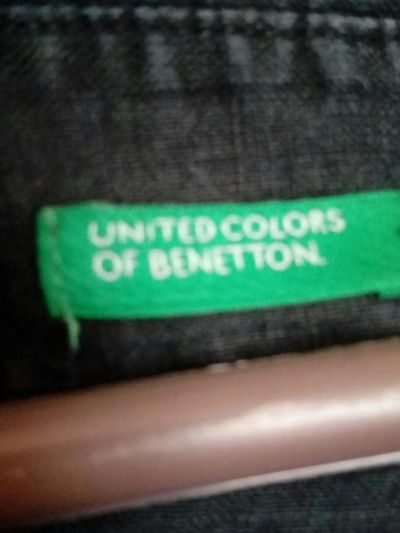 UNITED COLORS
OF BENETTON.